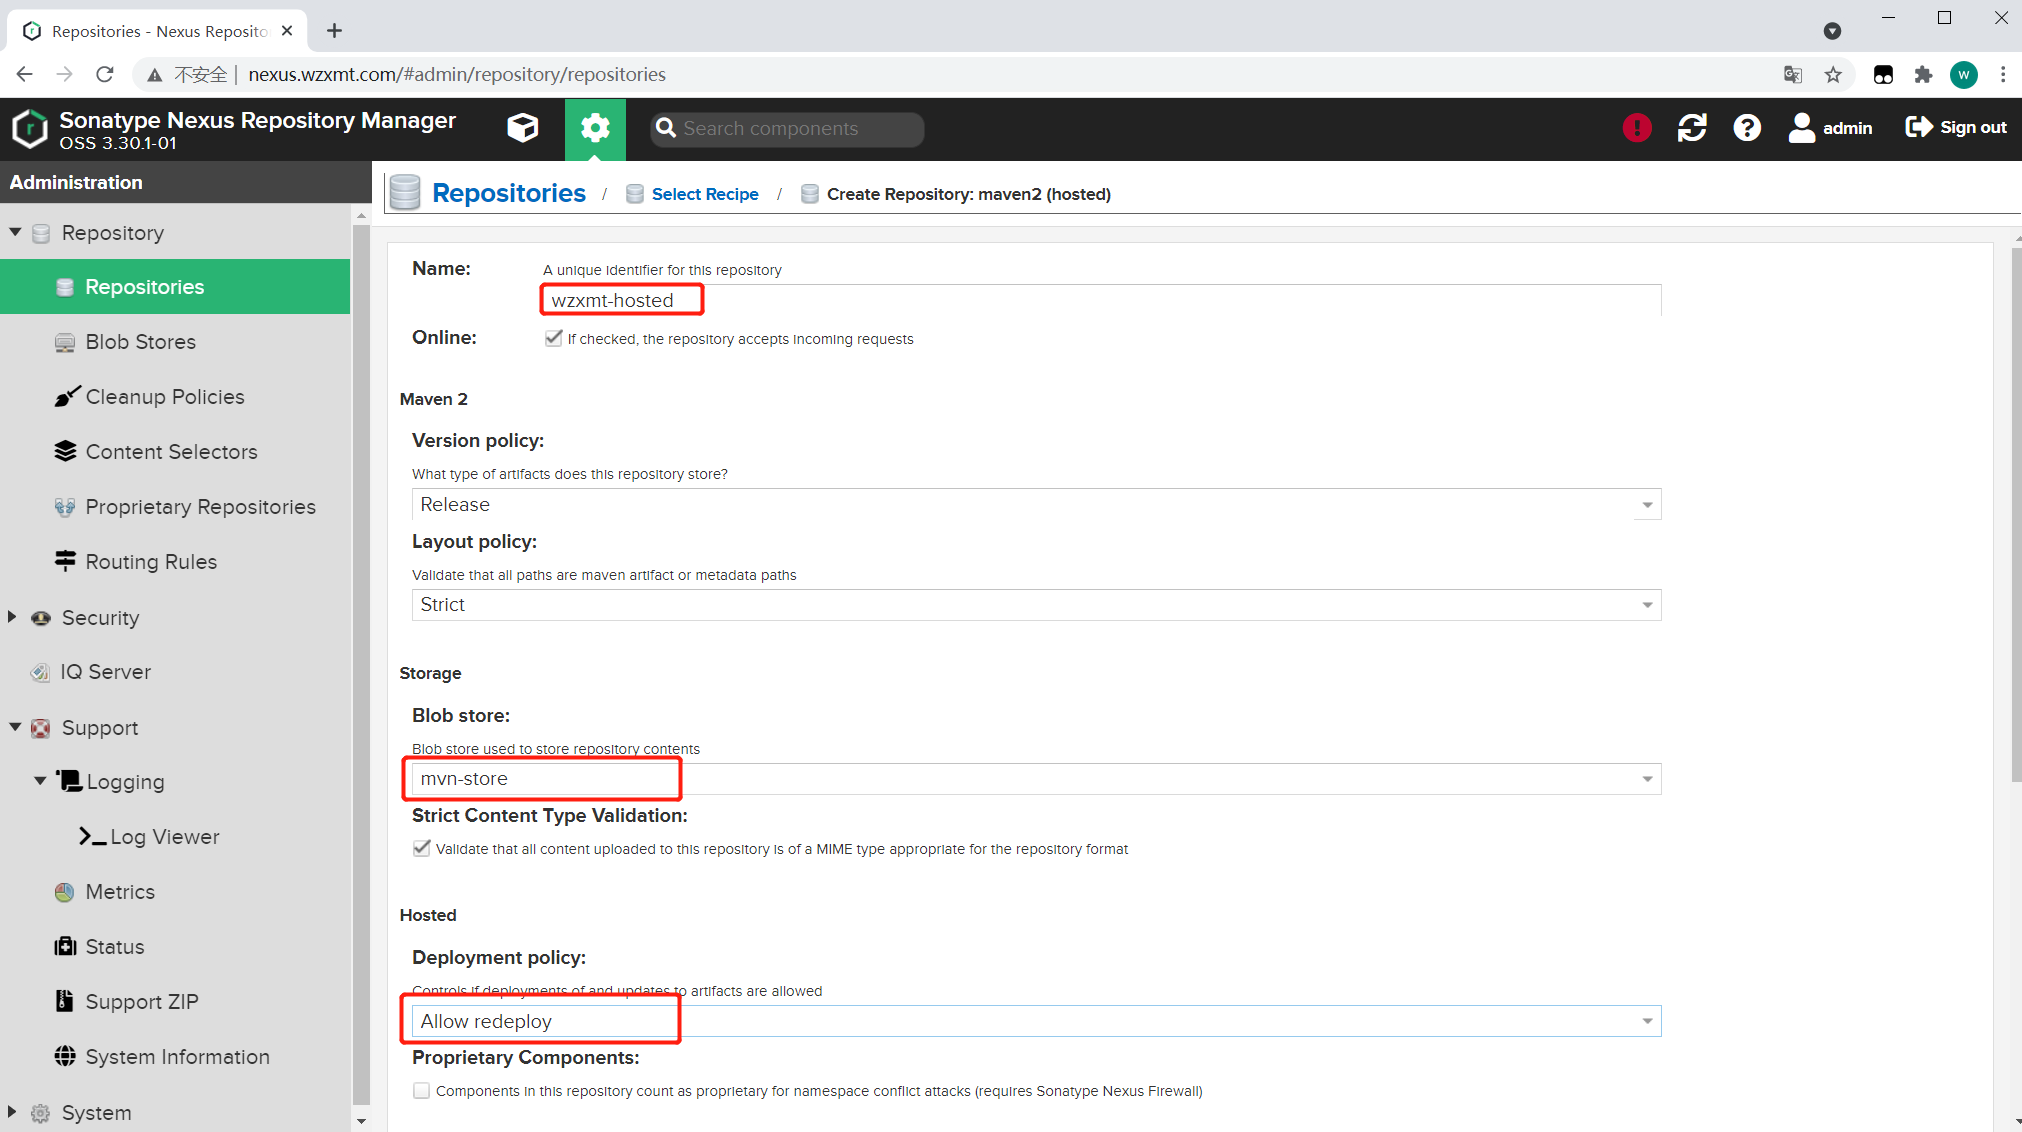 Repositories - Nexus Reposito
不安全 | nexus.wzxmt.com/#admin/repository/repositories
W
Sonatype Nexus Repository Manager
OSS 3.30.1-01
Search components
admin
Sign out
Administration
Repositories / Select Recipe / Create Repository: maven2 (hosted)
Repository
Repositories
Blob Stores
Cleanup Policies
Content Selectors
Proprietary Repositories
Routing Rules
Security
IQ Server
Support
Logging
Log Viewer
Metrics
Status
Support ZIP
System Information
System
Name:
A unique identifier for this repository
wzxmt-hosted
Online:
If checked, the repository accepts incoming requests
Maven 2
Version policy:
What type of artifacts does this repository store?
Release
Layout policy:
Validate that all paths are maven artifact or metadata paths
Strict
Storage
Blob store:
Blob store used to store repository contents
mvn-store
Strict Content Type Validation:
Validate that all content uploaded to this repository is of a MIME type appropriate for the repository format
Hosted
Deployment policy:
Controls if deployments of and updates to artifacts are allowed
Allow redeploy
Proprietary Components:
Components in this repository count as proprietary for namespace conflict attacks (requires Sonatype Nexus Firewall)